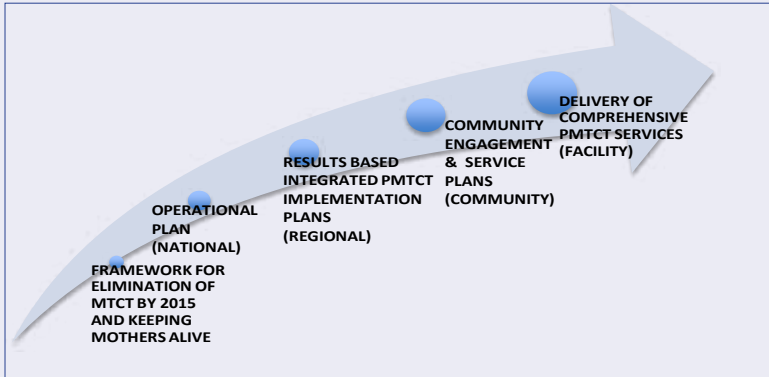 FRAMEWORK FOR
ELIMINATION OF
MTCT BY 2015
AND KEEPING
MOTHERS ALIVE
OPERATIONAL
PLAN
(NATIONAL)
RESULTS BASED
INTEGRATED PMTCT
IMPLEMENTATION
PLANS
(REGIONAL)
COMMUNITY
ENGAGEMENT
& SERVICE
PLANS
(COMMUNITY)
DELIVERY OF
COMPREHENSIVE
PMTCT SERVICES
(FACILITY)